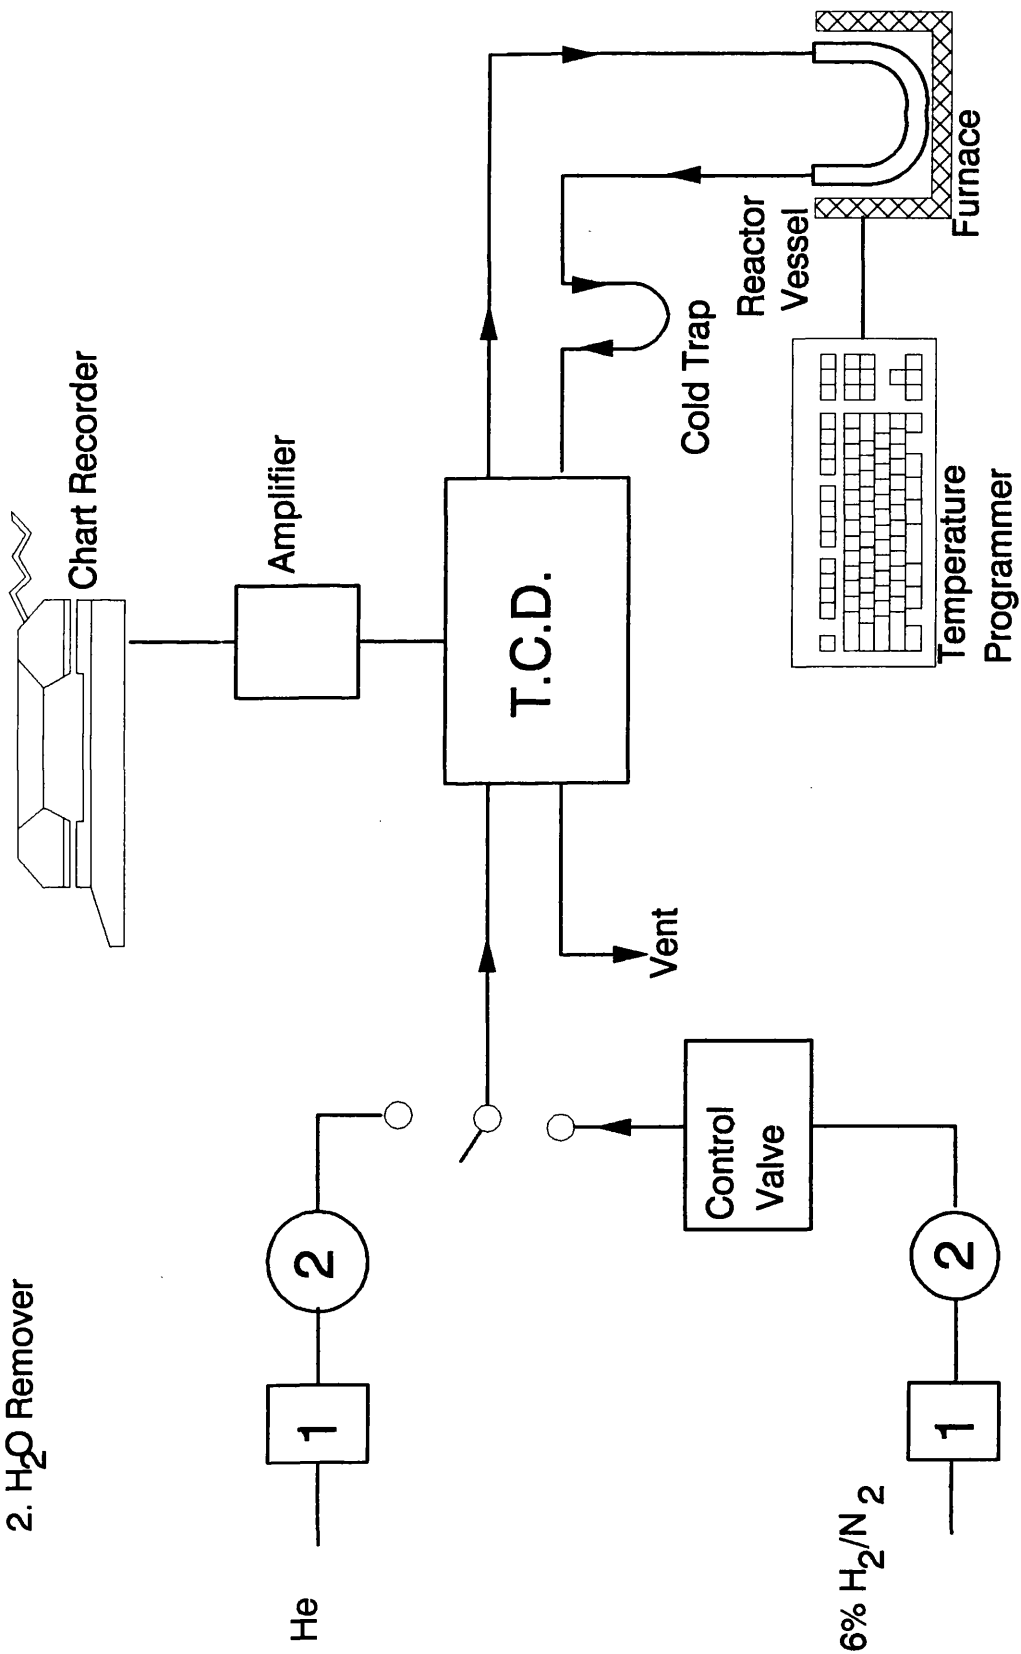 2. H2O Remover
He
1
2
6% H2/N2
1
2
Control
Valve
Vent
T.C.D.
Amplifier
Chart Recorder
Cold Trap
Reactor
Vessel
Furnace
Temperature
Programmer